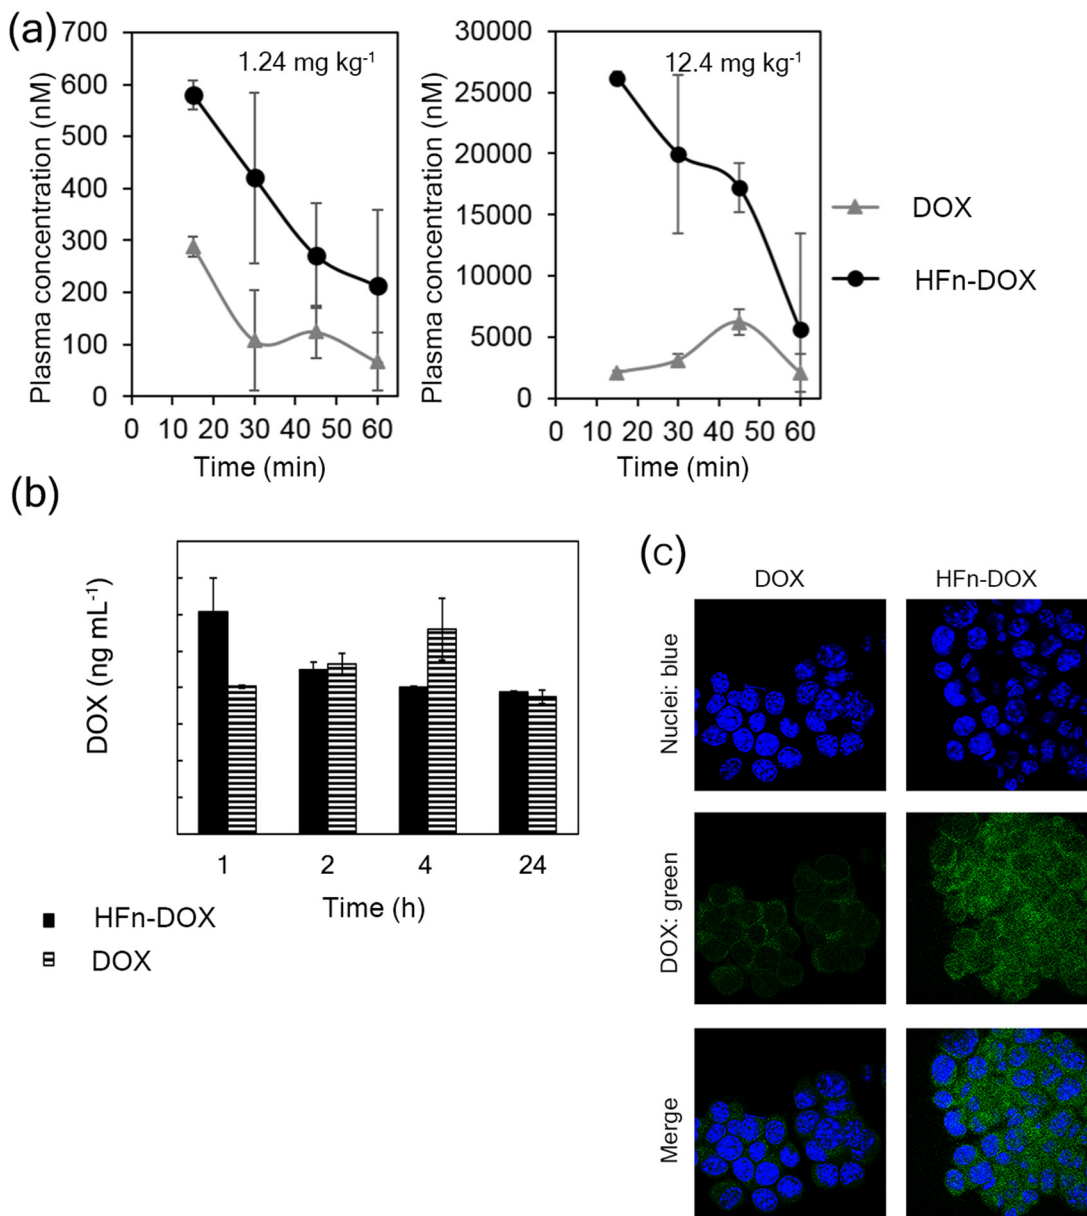 (a)
700
600
500
400
300
200
100
0
Plasma concentration (nM)
1.24 mg kg-1
0 10 20 30 40 50 60
Time (min)
30000
25000
20000
15000
10000
5000
0
Plasma concentration (nM)
12.4 mg kg-1
0 10 20 30 40 50 60
Time (min)
DOX
HFn-DOX
(b)
DOX (ng mL-1)
1 2 4 24
Time (h)
HFn-DOX
DOX
(c)
DOX HFn-DOX
Nuclei: blue
DOX: green
Merge